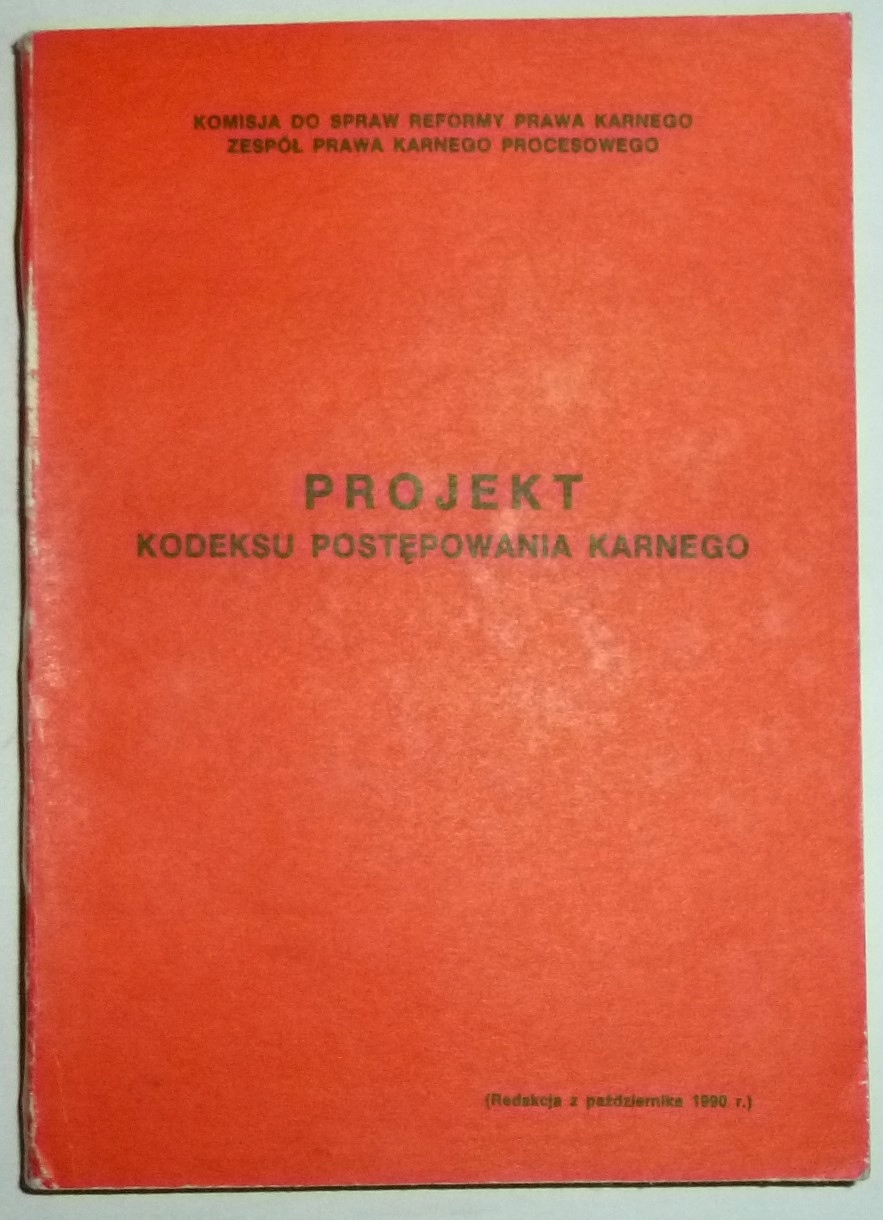 KOMISJA DO SPRAW REFORMY PRAWA KARNEGO
ZESPÓŁ PRAWA KARNEGO PROCESOWEGO
PROJEKT
KODEKSU POSTĘPOWANIA KARNEGO
(Redakcja z października 1990 r.)